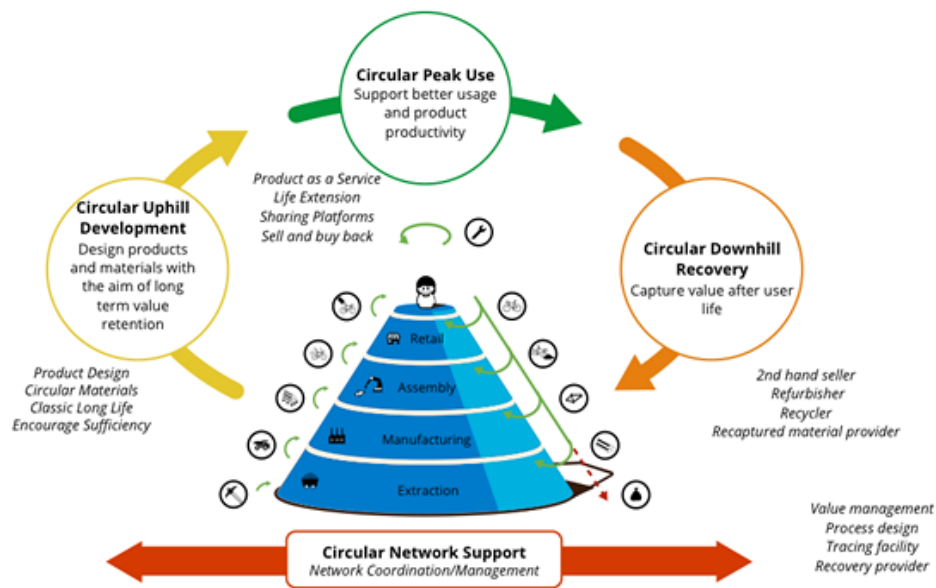 Circular Peak Use
Support better usage
and product
productivity
Product as a Service
Life Extension
Sharing Platforms
Sell and buy back
Circular Uphill
Development
Design products
and materials with
the aim of long
term value
retention
Product Design
Circular Materials
Classic Long Life
Encourage Sufficiency
Circular Downhill
Recovery
Capture value after user
life
2nd hand seller
Refurbisher
Recycler
Recaptured material provider
Retail
Assembly
Manufacturing
Extraction
Value management
Process design
Tracing facility
Recovery provider
Circular Network Support
Network Coordination/Management